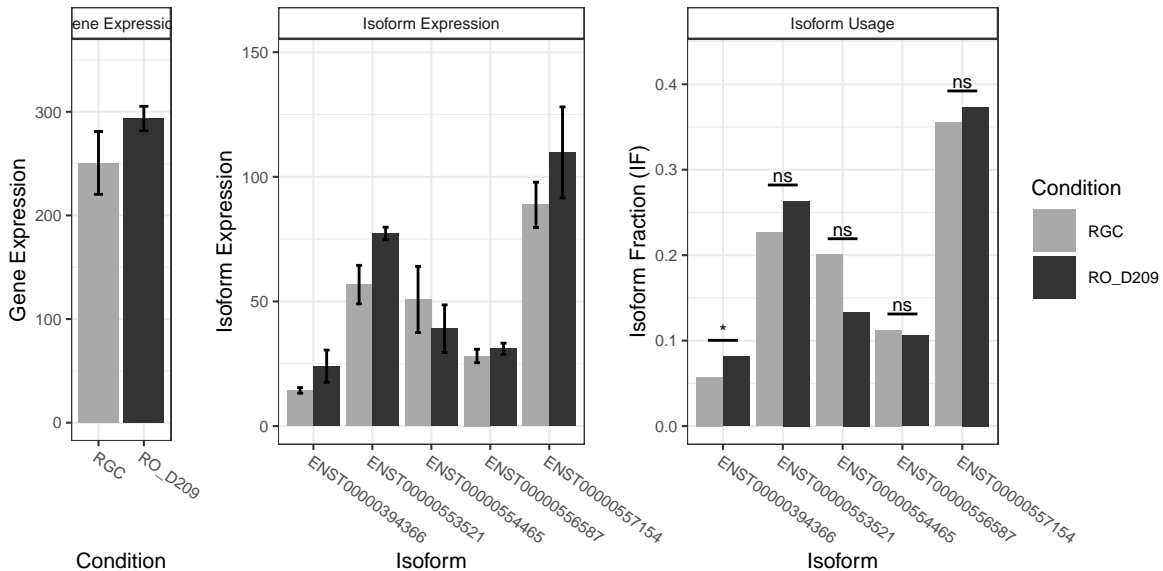 ene Expressio
Gene Expression
300
200
100
0
RGC
RO_D209
Condition
Isoform Expression
Isoform Expression
150
100
50
0
ENST00000394366
ENST00000553521
ENST00000554465
ENST00000556587
ENST00000557154
Isoform
Isoform Usage
Isoform Fraction (IF)
0.4
0.3
0.2
0.1
0.0
*
ns
ns
ns
ns
ENST00000394366
ENST00000553521
ENST00000554465
ENST00000556587
ENST00000557154
Isoform
Condition
RGC
RO_D209